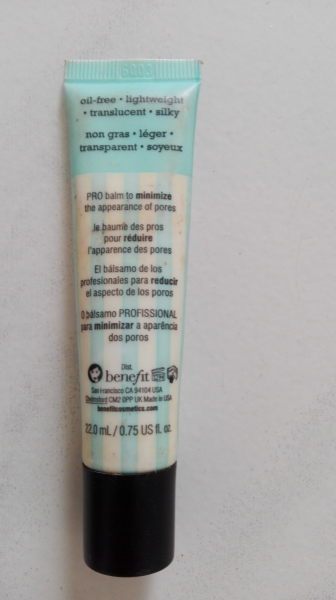 oil-free • lightweight
• translucent • silky
non gras • léger •
transparent • soyeux
PRO balm to minimize
the appearance of pores
le baume des pros
pour réduire
l'apparence des pores
El bálsamo de los
profesionales para reducir
el aspecto de los poros
O bálsamo PROFISSIONAL
para minimizar a aparência
dos poros
Dist.
benefit
San Francisco CA 94104 USA
Chelmsford CM2 0PP UK Made in USA
benefitcosmetics.com
22.0 mL / 0.75 US fl. oz.